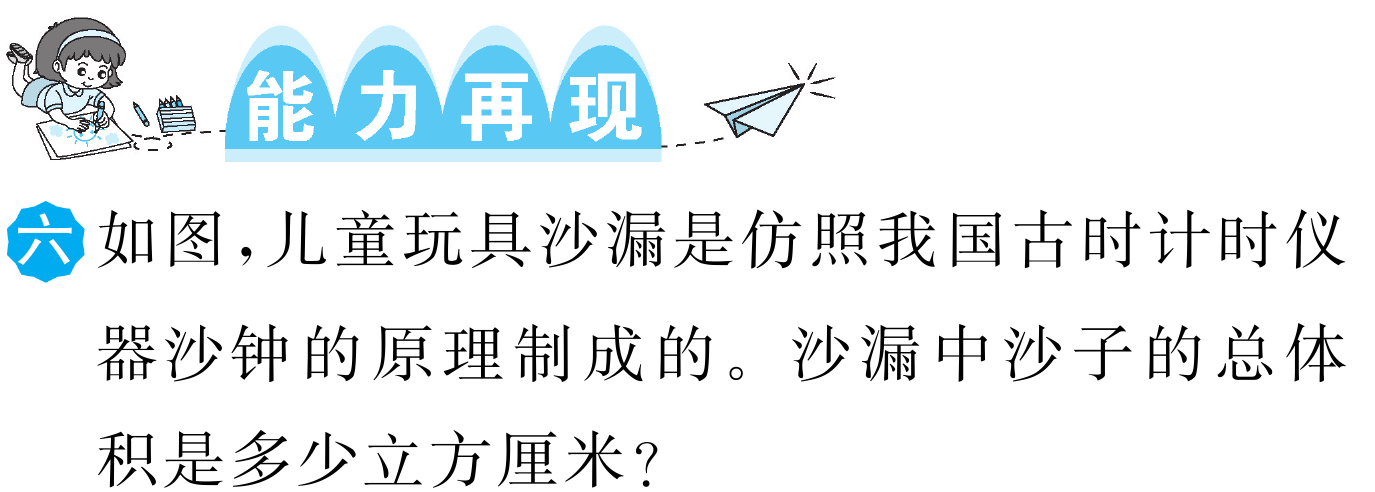 能力再现
六 如图,儿童玩具沙漏是仿照我国古时计时仪
器沙钟的原理制成的。沙漏中沙子的总体
积是多少立方厘米?